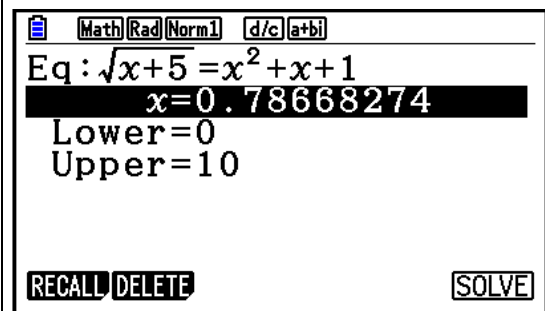 Math Rad Norm1 d/c a+bi
Eq:√x+5=x²+x+1
x=0.78668274
Lower=0
Upper=10
RECALL DELETE SOLVE